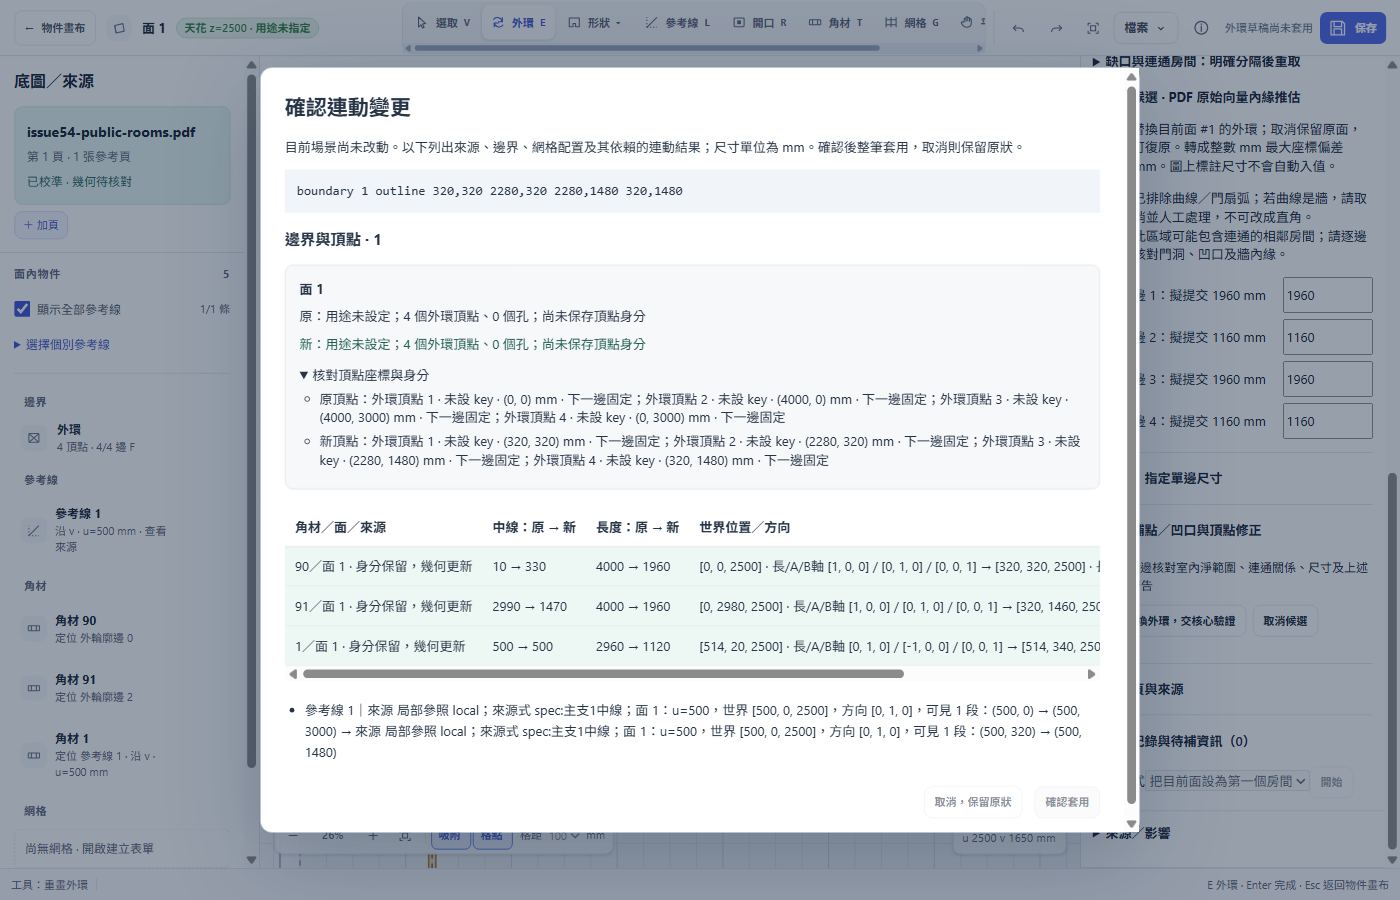 ← 物件畫布
面 1
天花 z=2500 · 用途未指定
選取 V
外環 E
形狀
參考線 L
開口 R
角材 T
網格 G
檔案
外環草稿尚未套用
保存
底圖／來源
issue54-public-rooms.pdf
第 1 頁 · 1 張參考頁
已校準 · 幾何待核對
＋ 加頁
面內物件 5
顯示全部參考線 1/1 條
▶ 選擇個別參考線
邊界
外環
4 頂點 · 4/4 邊 F
參考線
參考線 1
沿 v · u=500 mm · 查看
來源
角材
角材 90
定位 外輪廓邊 0
角材 91
定位 外輪廓邊 2
角材 1
定位 參考線 1 · 沿 v ·
u=500 mm
網格
尚無網格 · 開啟建立表單
確認連動變更
目前場景尚未改動。以下列出來源、邊界、網格配置及其依賴的連動結果；尺寸單位為 mm。確認後整筆套用，取消則保留原狀。
boundary 1 outline 320,320 2280,320 2280,1480 320,1480
邊界與頂點 · 1
面 1
原：用途未設定；4 個外環頂點、0 個孔；尚未保存頂點身分
新：用途未設定；4 個外環頂點、0 個孔；尚未保存頂點身分
▼ 核對頂點座標與身分
原頂點：外環頂點 1 · 未設 key · (0, 0) mm · 下一邊固定；外環頂點 2 · 未設 key · (4000, 0) mm · 下一邊固定；外環頂點 3 · 未設 key ·
(4000, 3000) mm · 下一邊固定；外環頂點 4 · 未設 key · (0, 3000) mm · 下一邊固定
新頂點：外環頂點 1 · 未設 key · (320, 320) mm · 下一邊固定；外環頂點 2 · 未設 key · (2280, 320) mm · 下一邊固定；外環頂點 3 · 未設
key · (2280, 1480) mm · 下一邊固定；外環頂點 4 · 未設 key · (320, 1480) mm · 下一邊固定
角材／面／來源 中線：原 → 新 長度：原 → 新 世界位置／方向
90／面 1 · 身分保留，幾何更新 10 → 330 4000 → 1960 [0, 0, 2500] · 長/A/B軸 [1, 0, 0] / [0, 1, 0] / [0, 0, 1] → [320, 320, 2500] ·
91／面 1 · 身分保留，幾何更新 2990 → 1470 4000 → 1960 [0, 2980, 2500] · 長/A/B軸 [1, 0, 0] / [0, 1, 0] / [0, 0, 1] → [320, 1460, 250
1／面 1 · 身分保留，幾何更新 500 → 500 2960 → 1120 [514, 20, 2500] · 長/A/B軸 [0, 1, 0] / [-1, 0, 0] / [0, 0, 1] → [514, 340, 250
參考線 1｜來源 局部參照 local；來源式 spec:主支1中線；面 1：u=500，世界 [500, 0, 2500]，方向 [0, 1, 0]，可見 1 段：(500, 0) → (500,
3000) → 來源 局部參照 local；來源式 spec:主支1中線；面 1：u=500，世界 [500, 0, 2500]，方向 [0, 1, 0]，可見 1 段：(500, 320) → (500,
1480)
取消，保留原狀
確認套用
▶ 缺口與連通房間：明確分隔後重取
選 · PDF 原始向量內緣推估
換目前面 #1 的外環；取消保留原面，
可復原。轉成整數 mm 最大座標偏差
mm。圖上標註尺寸不會自動入值。
已排除曲線／門扇弧；若曲線是牆，請取
消並人工處理，不可改成直角。
此區域可能包含連通的相鄰房間；請逐邊
核對門洞、凹口及牆內緣。
邊 1：擬提交 1960 mm 1960
邊 2：擬提交 1160 mm 1160
邊 3：擬提交 1960 mm 1960
邊 4：擬提交 1160 mm 1160
指定單邊尺寸
補點／凹口與頂點修正
邊核對室內淨範圍、連通關係、尺寸及上述
告
換外環，交核心驗證
取消候選
頁與來源
記錄與待補資訊（0）
式 把目前面設為第一個房間
開始
▶ 來源／影響
− 26% ＋
吸附
格點
格距 100 mm
u 2500 v 1650 mm
工具：重畫外環
E 外環 · Enter 完成 · Esc 返回物件畫布